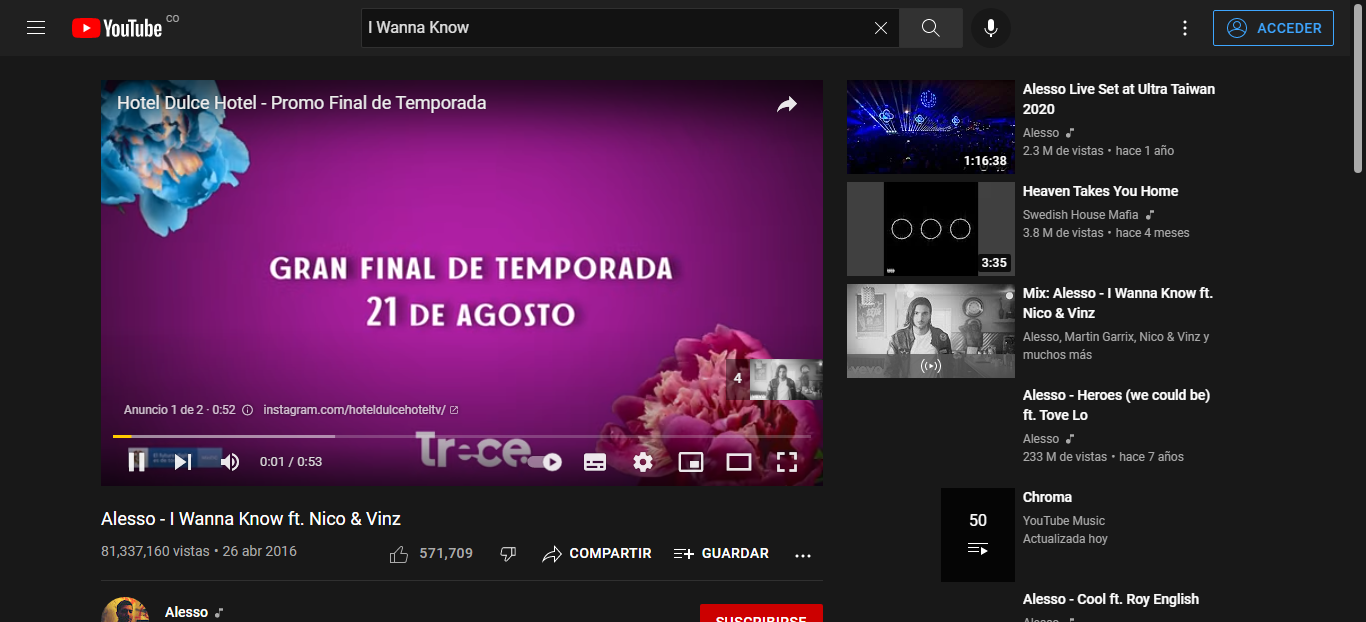 YouTube CO
I Wanna Know
ACCEDER
Hotel Dulce Hotel - Promo Final de Temporada
GRAN FINAL DE TEMPORADA
21 DE AGOSTO
4
Anuncio 1 de 2 · 0:52
instagram.com/hoteldulcehoteltv/
Trece
0:01 / 0:53
Alesso - I Wanna Know ft. Nico & Vinz
81,337,160 vistas • 26 abr 2016
571,709
COMPARTIR
GUARDAR
Alesso
SUSCRIBIRSE
1:16:38
Alesso Live Set at Ultra Taiwan
2020
Alesso
2.3 M de vistas • hace 1 año
3:35
Heaven Takes You Home
Swedish House Mafia
3.8 M de vistas • hace 4 meses
vevo
Mix: Alesso - I Wanna Know ft.
Nico & Vinz
Alesso, Martin Garrix, Nico & Vinz y
muchos más
Alesso - Heroes (we could be)
ft. Tove Lo
Alesso
233 M de vistas • hace 7 años
50
Chroma
YouTube Music
Actualizada hoy
Alesso - Cool ft. Roy English
Alesso